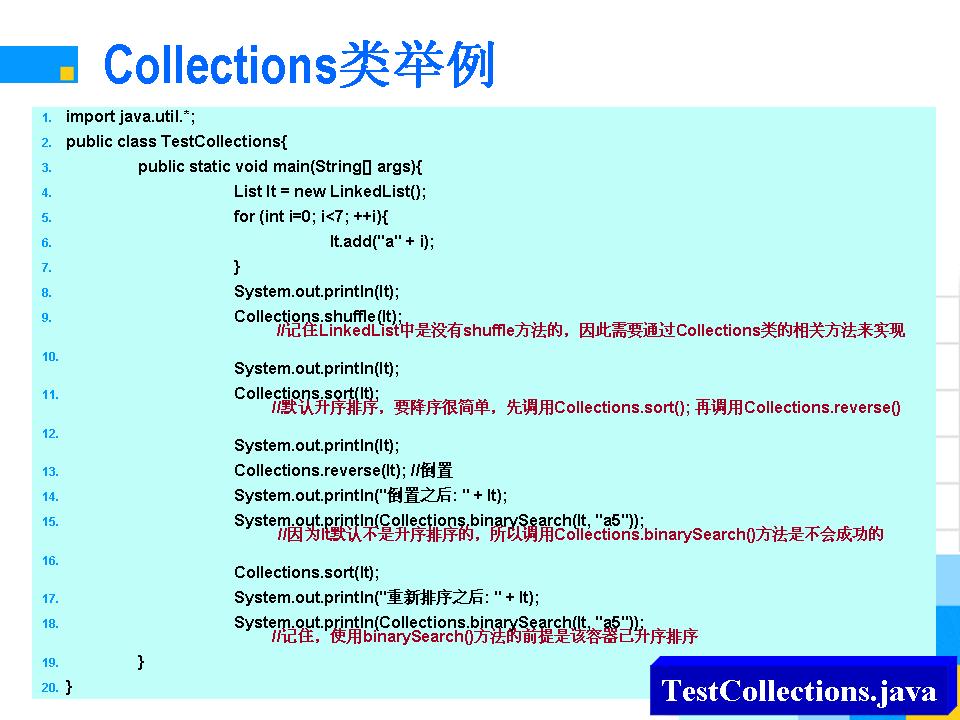 Collections类举例
1. import java.util.*;
2. public class TestCollections{
3. public static void main(String[] args){
4. List lt = new LinkedList();
5. for (int i=0; i<7; ++i){
6. lt.add("a" + i);
7. }
8. System.out.println(lt);
9. Collections.shuffle(lt);
//记住LinkedList中是没有shuffle方法的，因此需要通过Collections类的相关方法来实现
10. System.out.println(lt);
11. Collections.sort(lt);
//默认升序排序，要降序很简单，先调用Collections.sort(); 再调用Collections.reverse()
12. System.out.println(lt);
13. Collections.reverse(lt); //倒置
14. System.out.println("倒置之后: " + lt);
15. System.out.println(Collections.binarySearch(lt, "a5"));
//因为lt默认不是升序排序的，所以调用Collections.binarySearch()方法是不会成功的
16. Collections.sort(lt);
17. System.out.println("重新排序之后: " + lt);
18. System.out.println(Collections.binarySearch(lt, "a5"));
//记住，使用binarySearch()方法的前提是该容器已升序排序
19. }
20. }
TestCollections.java